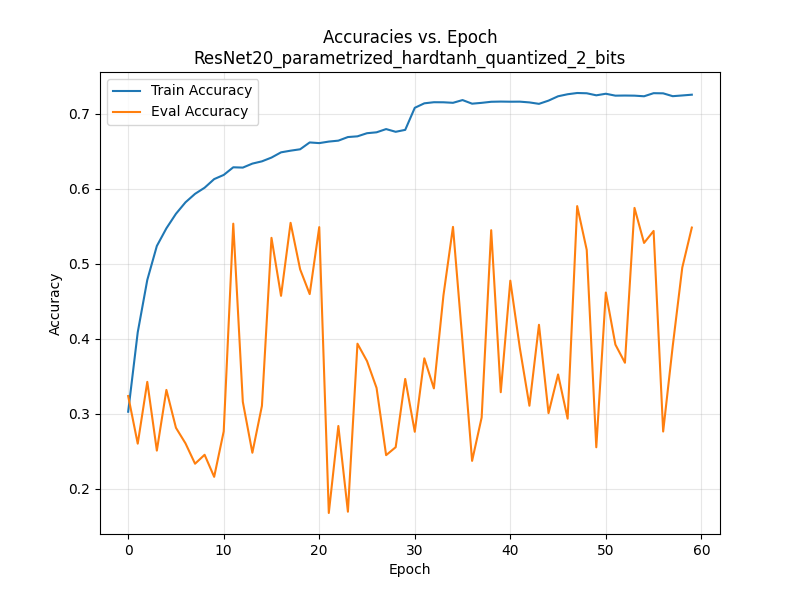 Accuracies vs. Epoch
ResNet20_parametrized_hardtanh_quantized_2_bits
Train Accuracy
Eval Accuracy
Accuracy
0.7
0.6
0.5
0.4
0.3
0.2
0
10
20
30
40
50
60
Epoch